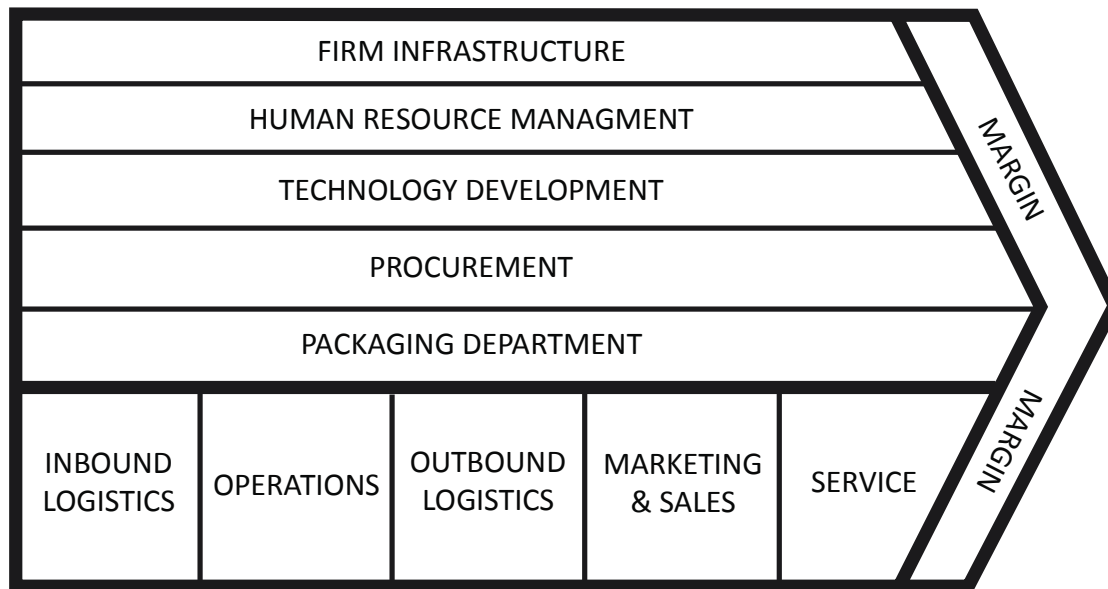 FIRM INFRASTRUCTURE
HUMAN RESOURCE MANAGMENT
TECHNOLOGY DEVELOPMENT
PROCUREMENT
PACKAGING DEPARTMENT
MARGIN
MARGIN
INBOUND
LOGISTICS
OPERATIONS
OUTBOUND
LOGISTICS
MARKETING
& SALES
SERVICE